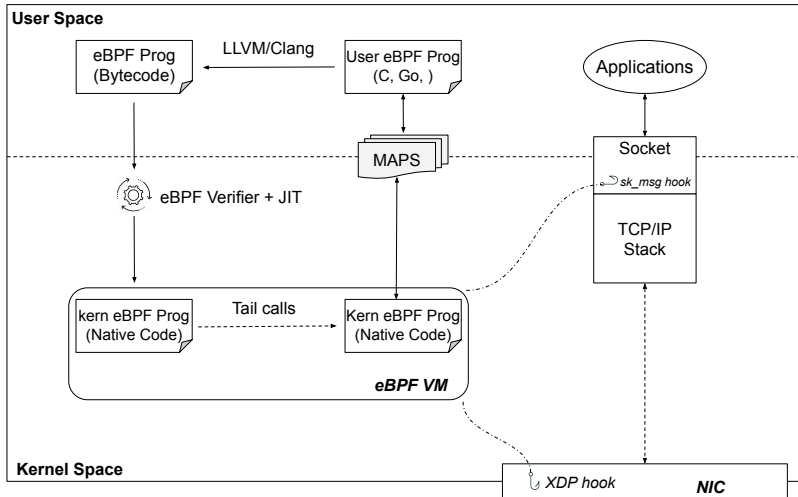 User Space
eBPF Prog
(Bytecode)
LLVM/Clang
User eBPF Prog
(C, Go, )
Applications
MAPS
Socket
sk_msg hook
eBPF Verifier + JIT
TCP/IP
Stack
kern eBPF Prog
(Native Code)
Tail calls
Kern eBPF Prog
(Native Code)
eBPF VM
Kernel Space
XDP hook
NIC